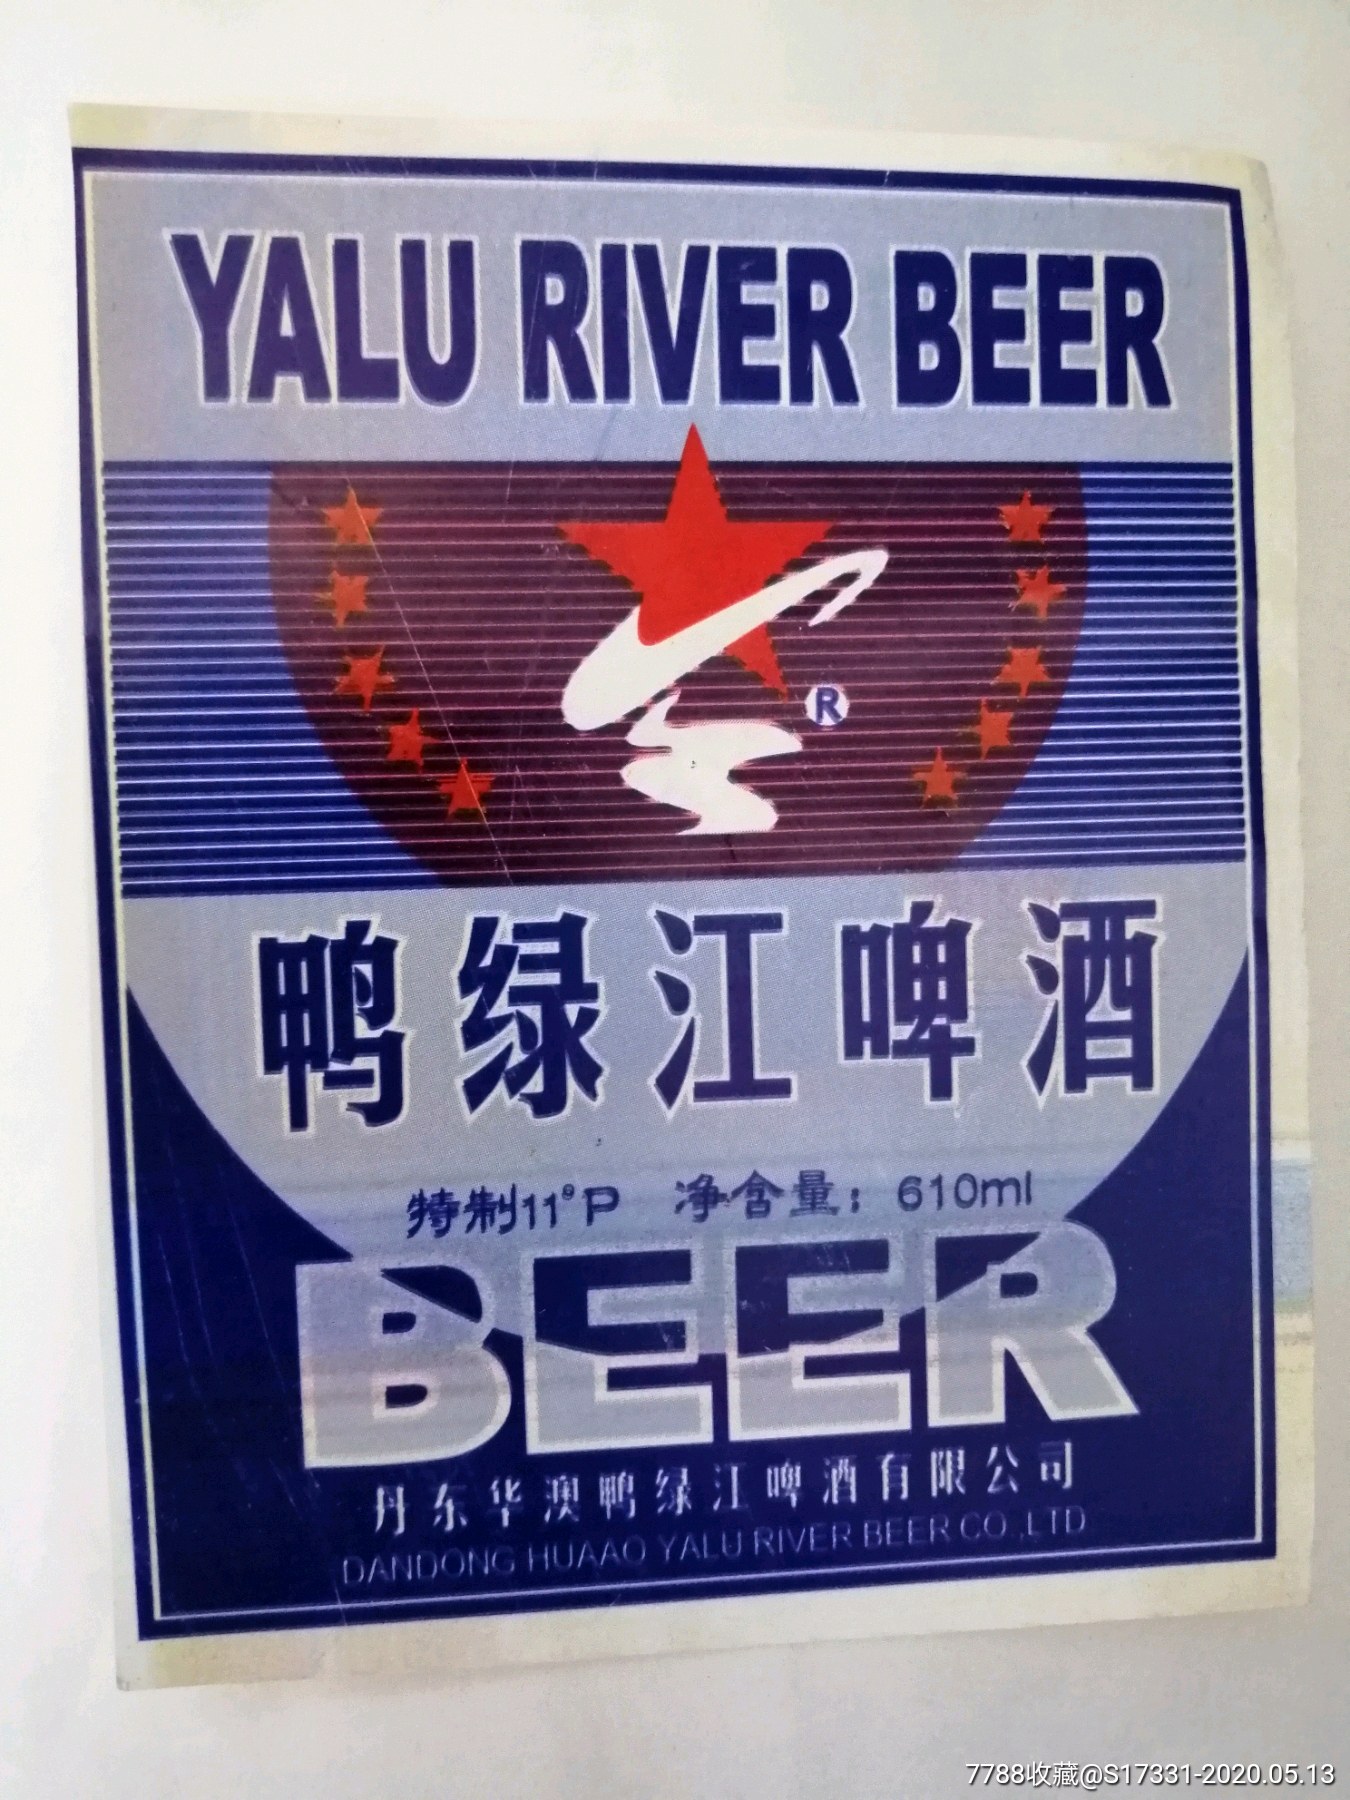 YALU RIVER BEER
®
鸭绿江啤酒
特制11°P 净含量：610ml
BEER
丹东华澳鸭绿江啤酒有限公司
DANDONG HUAAO YALU RIVER BEER CO.,LTD
7788收藏@S17331-2020.05.13